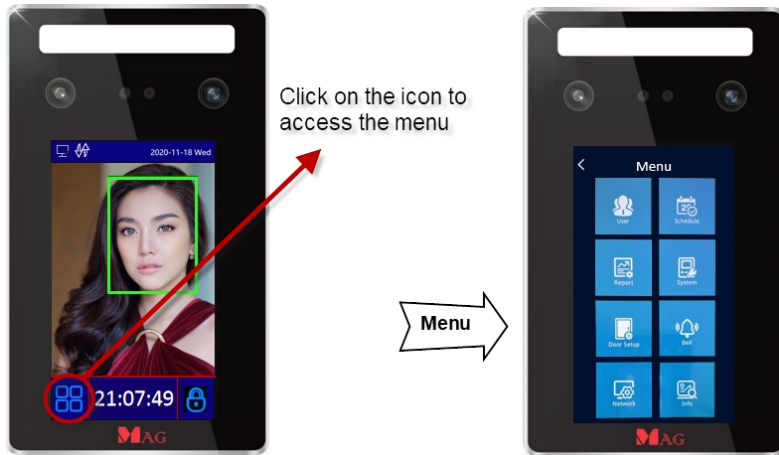 Click on the icon to
access the menu
2020-11-18 Wed
21:07:49
MAG
Menu
Menu
User
Schedule
Report
System
Door Setup
Bell
Network
Info
MAG